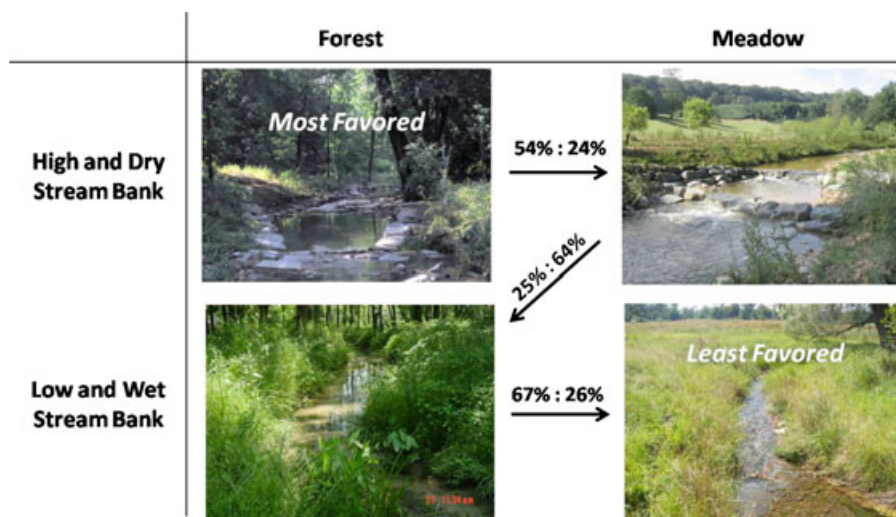 Forest
Meadow
High and Dry
Stream Bank
Most Favored
54% : 24%
25% : 64%
Low and Wet
Stream Bank
67% : 26%
Least Favored